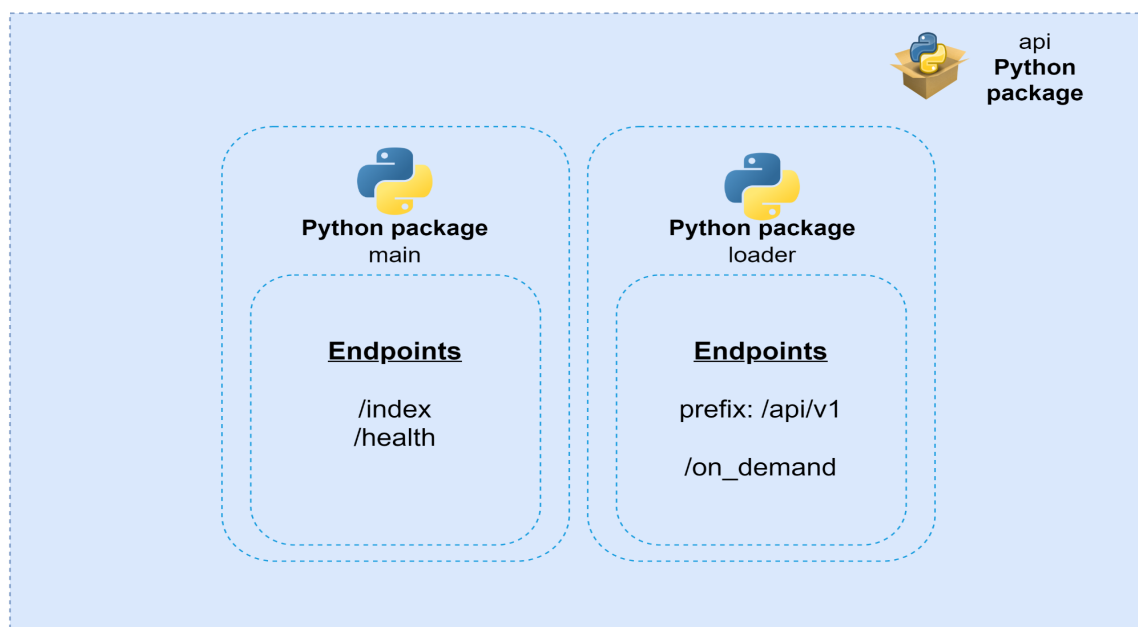 api
Python
package
Python package
main
Endpoints
/index
/health
Python package
loader
Endpoints
prefix: /api/v1
/on_demand